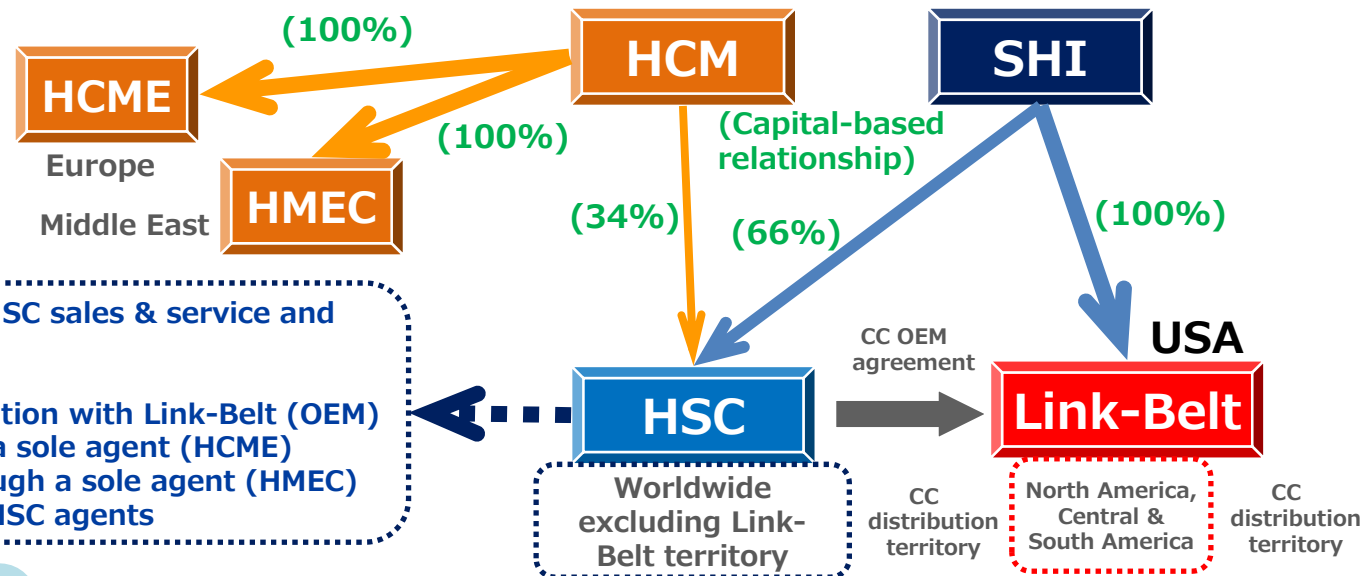 (100%)
HCM
SHI
HCME
(100%)
(Capital-based
relationship)
Europe
HMEC
Middle East
(34%)
(66%)
(100%)
SC sales & service and
CC OEM
agreement
USA
tion with Link-Belt (OEM)
a sole agent (HCME)
ugh a sole agent (HMEC)
HSC agents
HSC
Link-Belt
Worldwide
excluding Link-
Belt territory
CC
distribution
territory
North America,
Central &
South America
CC
distribution
territory